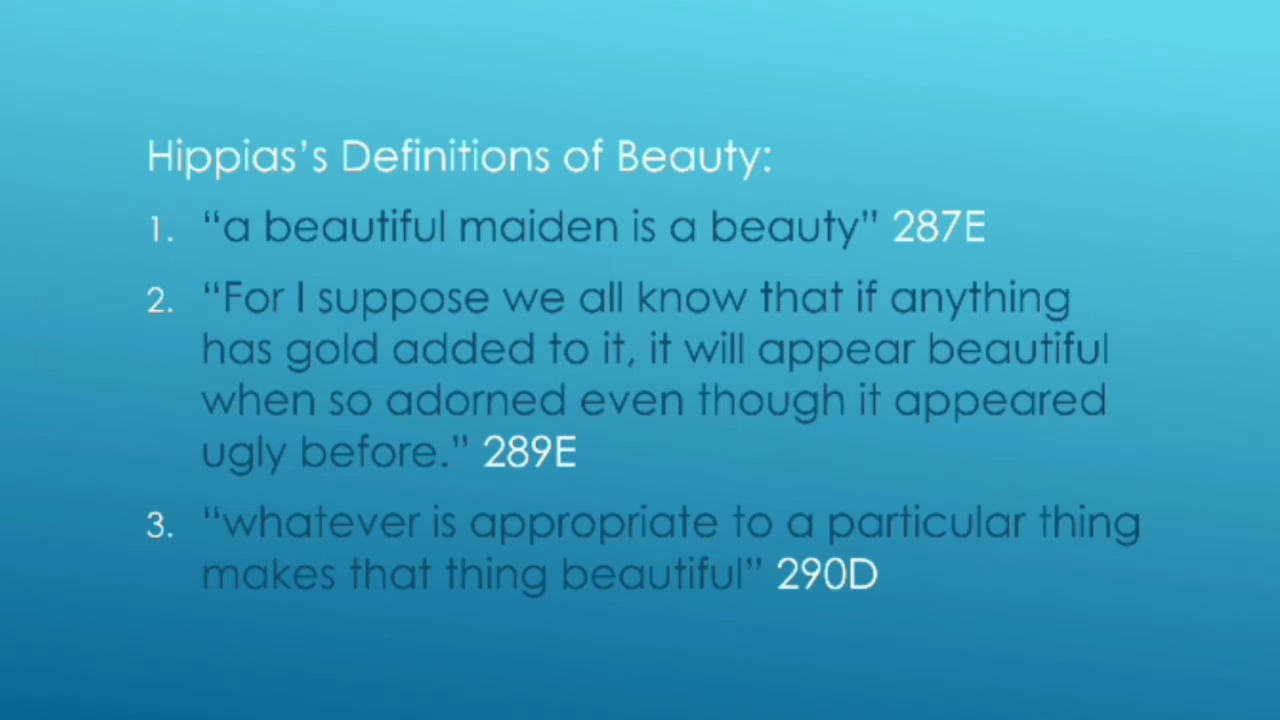 Hippias’s Definitions of Beauty:
1. “a beautiful maiden is a beauty” 287E
2. “For I suppose we all know that if anything
has gold added to it, it will appear beautiful
when so adorned even though it appeared
ugly before.” 289E
3. “whatever is appropriate to a particular thing
makes that thing beautiful” 290D